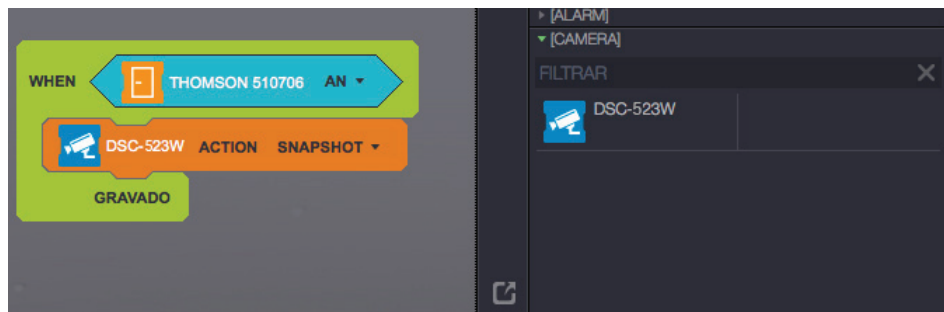 WHEN THOMSON 510706 AN
DSC-523W ACTION SNAPSHOT
GRAVADO
[ALARM]
[CAMERA]
FILTRAR
DSC-523W